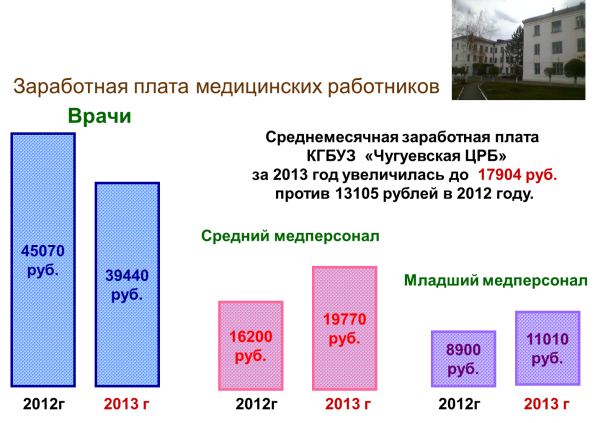 Заработная плата медицинских работников
Врачи
Среднемесячная заработная плата
КГБУЗ «Чугуевская ЦРБ»
за 2013 год увеличилась до 17904 руб.
против 13105 рублей в 2012 году.
Средний медперсонал
Младший медперсонал
45070
руб.
39440
руб.
16200
руб.
19770
руб.
8900
руб.
11010
руб.
2012г
2013 г
2012г
2013 г
2012г
2013 г